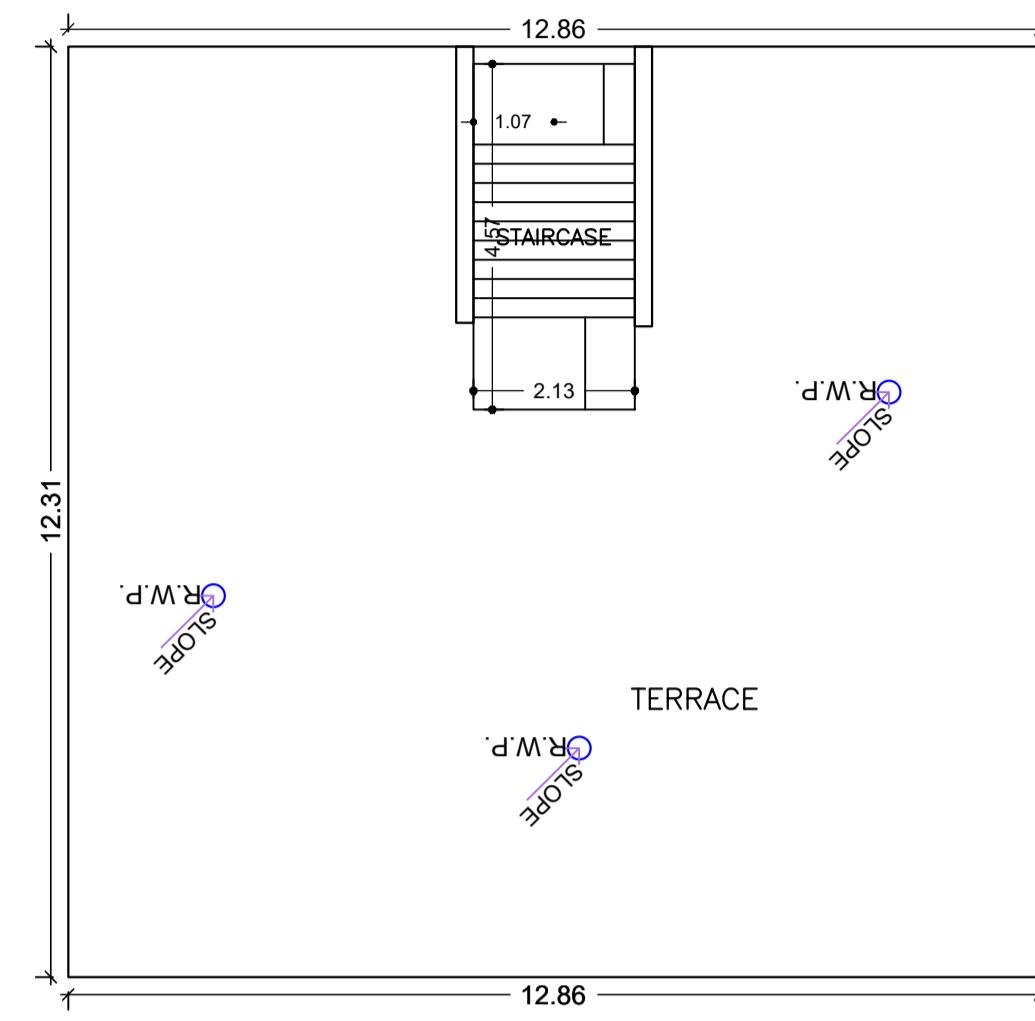 12.86
1.07
4.57
STAIRCASE
2.13
R.W.P.
SLOPE
12.31
R.W.P.
SLOPE
TERRACE
R.W.P.
SLOPE
12.86